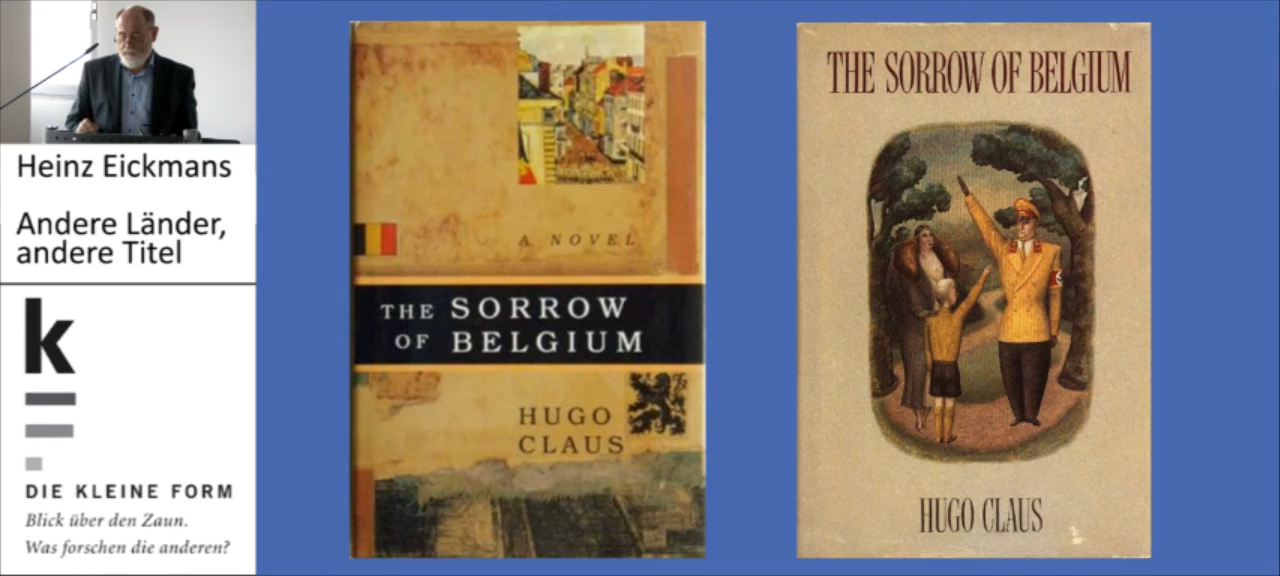 Heinz Eickmans
Andere Länder,
andere Titel
k
DIE KLEINE FORM
Blick über den Zaun.
Was forschen die anderen?
A NOVEL
THE SORROW
OF BELGIUM
HUGO
CLAUS
THE SORROW OF BELGIUM
HUGO CLAUS